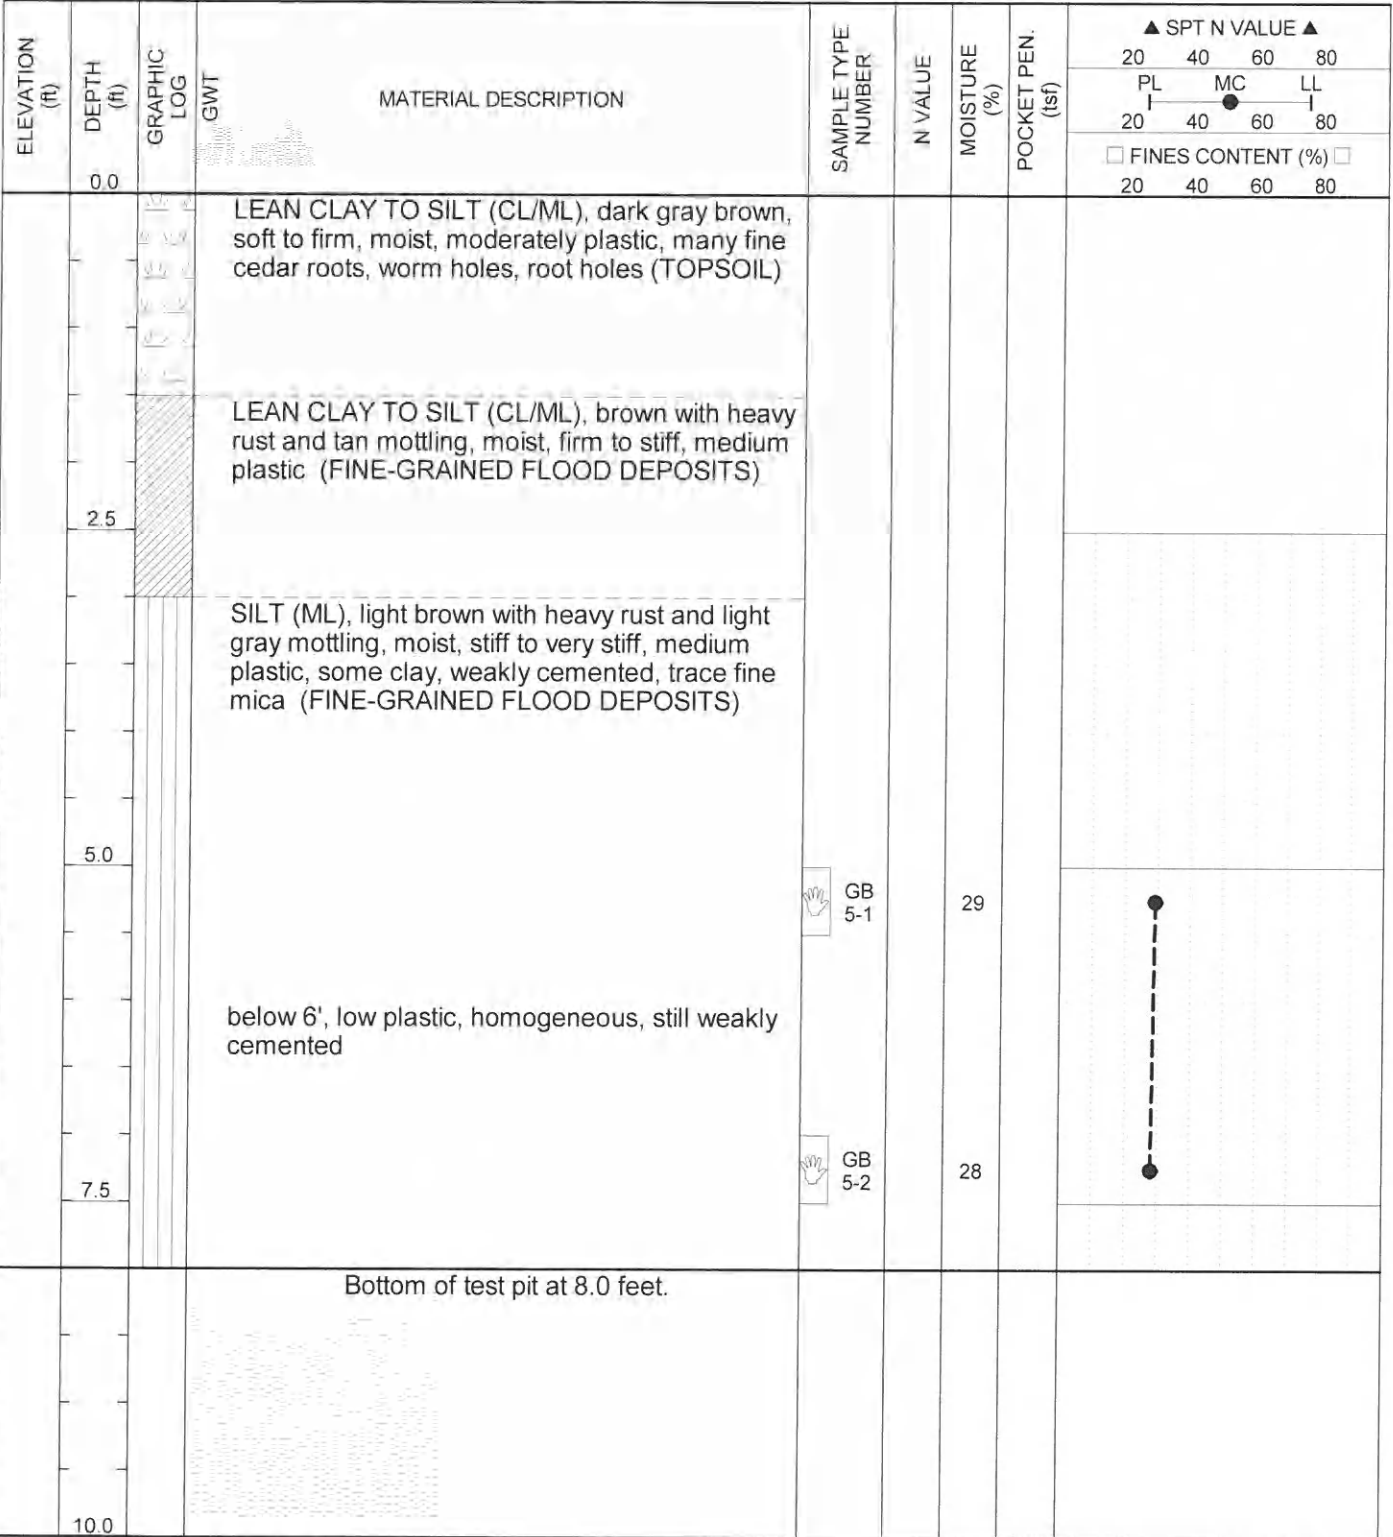 ELEVATION
(ft)
DEPTH
(ft)
0.0
GRAPHIC
LOG
GWT
MATERIAL DESCRIPTION
SAMPLE TYPE
NUMBER
N VALUE
MOISTURE
(%)
POCKET PEN.
(tsf)
▲ SPT N VALUE ▲
20 40 60 80
PL MC LL
20 40 60 80
□ FINES CONTENT (%) □
20 40 60 80
LEAN CLAY TO SILT (CL/ML), dark gray brown,
soft to firm, moist, moderately plastic, many fine
cedar roots, worm holes, root holes (TOPSOIL)
LEAN CLAY TO SILT (CL/ML), brown with heavy
rust and tan mottling, moist, firm to stiff, medium
plastic (FINE-GRAINED FLOOD DEPOSITS)
2.5
SILT (ML), light brown with heavy rust and light
gray mottling, moist, stiff to very stiff, medium
plastic, some clay, weakly cemented, trace fine
mica (FINE-GRAINED FLOOD DEPOSITS)
5.0
GB
5-1
29
below 6', low plastic, homogeneous, still weakly
cemented
GB
5-2
28
7.5
Bottom of test pit at 8.0 feet.
10.0